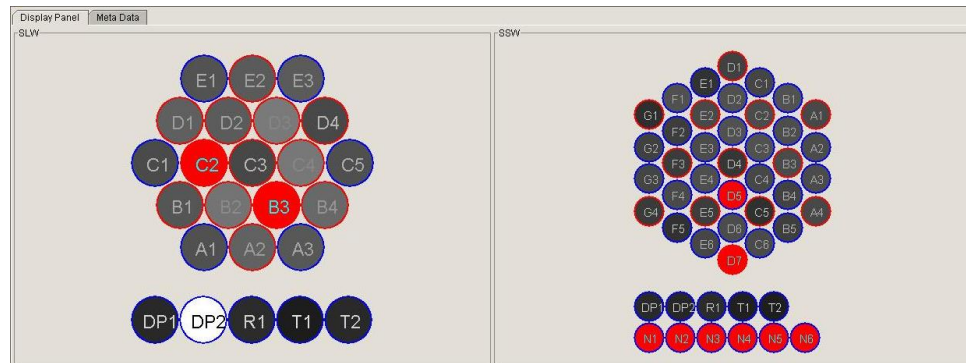 Display Panel Meta Data
SLW
E1 E2 E3
D1 D2 D3 D4
C1 C2 C3 C4 C5
B1 B2 B3 B4
A1 A2 A3
DP1 DP2 R1 T1 T2
SSW
D1
E1 C1
F1 D2 B1
G1 E2 C2 A1
F2 D3 B2
G2 E3 C3 A2
F3 D4 B3
G3 E4 C4 A3
F4 D5 B4
G4 E5 C5 A4
F5 D6 B5
E6 C6
D7
DP1 DP2 R1 T1 T2
N1 N2 N3 N4 N5 N6